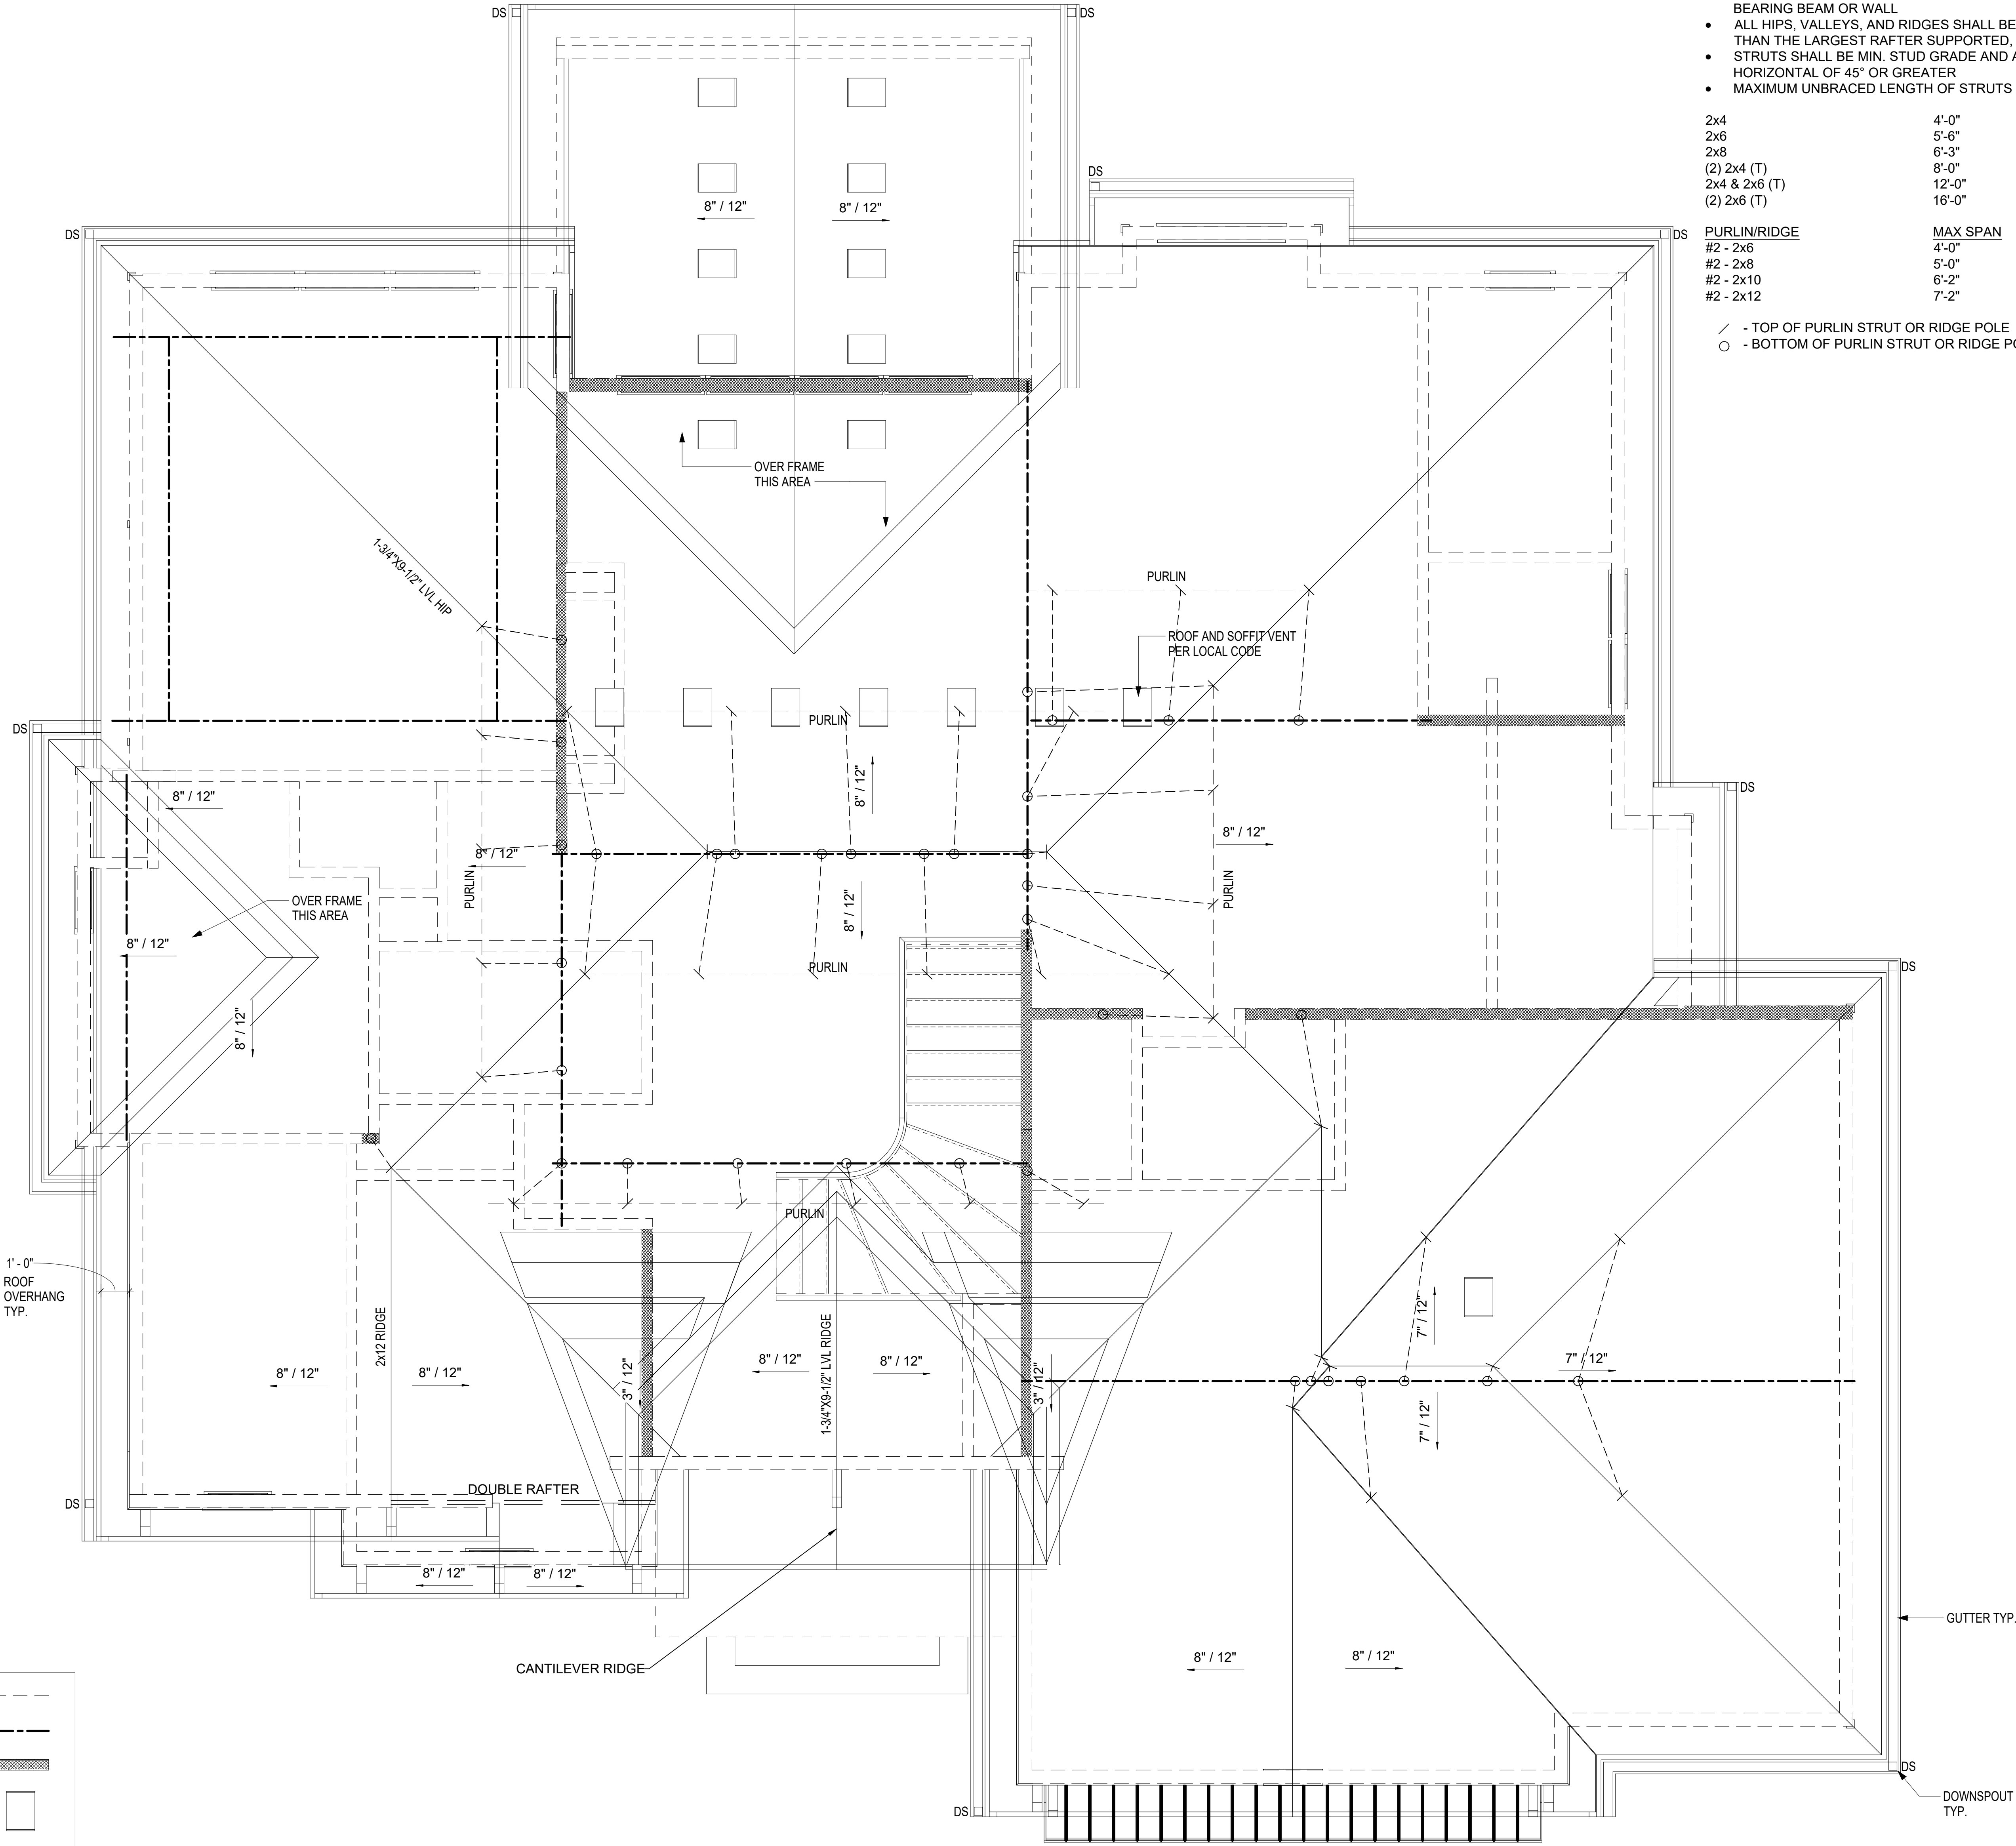 BEARING BEAM OR WALL
• ALL HIPS, VALLEYS, AND RIDGES SHALL BE
THAN THE LARGEST RAFTER SUPPORTED,
• STRUTS SHALL BE MIN. STUD GRADE AND A
HORIZONTAL OF 45° OR GREATER
• MAXIMUM UNBRACED LENGTH OF STRUTS
2x4 4'-0"
2x6 5'-6"
2x8 6'-3"
(2) 2x4 (T) 8'-0"
2x4 & 2x6 (T) 12'-0"
(2) 2x6 (T) 16'-0"
PURLIN/RIDGE MAX SPAN
#2 - 2x6 4'-0"
#2 - 2x8 5'-0"
#2 - 2x10 6'-2"
#2 - 2x12 7'-2"
- TOP OF PURLIN STRUT OR RIDGE POLE
- BOTTOM OF PURLIN STRUT OR RIDGE PO
DS
DS
DS
8" / 12"
8" / 12"
DS
DS
OVER FRAME
THIS AREA
1-3/4"X9-1/2" LVL HIP
PURLIN
ROOF AND SOFFIT VENT
PER LOCAL CODE
DS
PURLIN
8" / 12"
8" / 12"
DS
8" / 12"
8" / 12"
PURLIN
PURLIN
OVER FRAME
THIS AREA
8" / 12"
8" / 12"
8" / 12"
PURLIN
DS
PURLIN
1' - 0"
ROOF
OVERHANG
TYP.
2x12 RIDGE
8" / 12"
8" / 12"
3" / 12"
8" / 12"
1-3/4"X9-1/2" LVL RIDGE
8" / 12"
3" / 12"
7" / 12"
7" / 12"
7" / 12"
DOUBLE RAFTER
DS
8" / 12"
8" / 12"
CANTILEVER RIDGE
8" / 12"
8" / 12"
GUTTER TYP.
DS
DS
DOWNSPOUT
TYP.